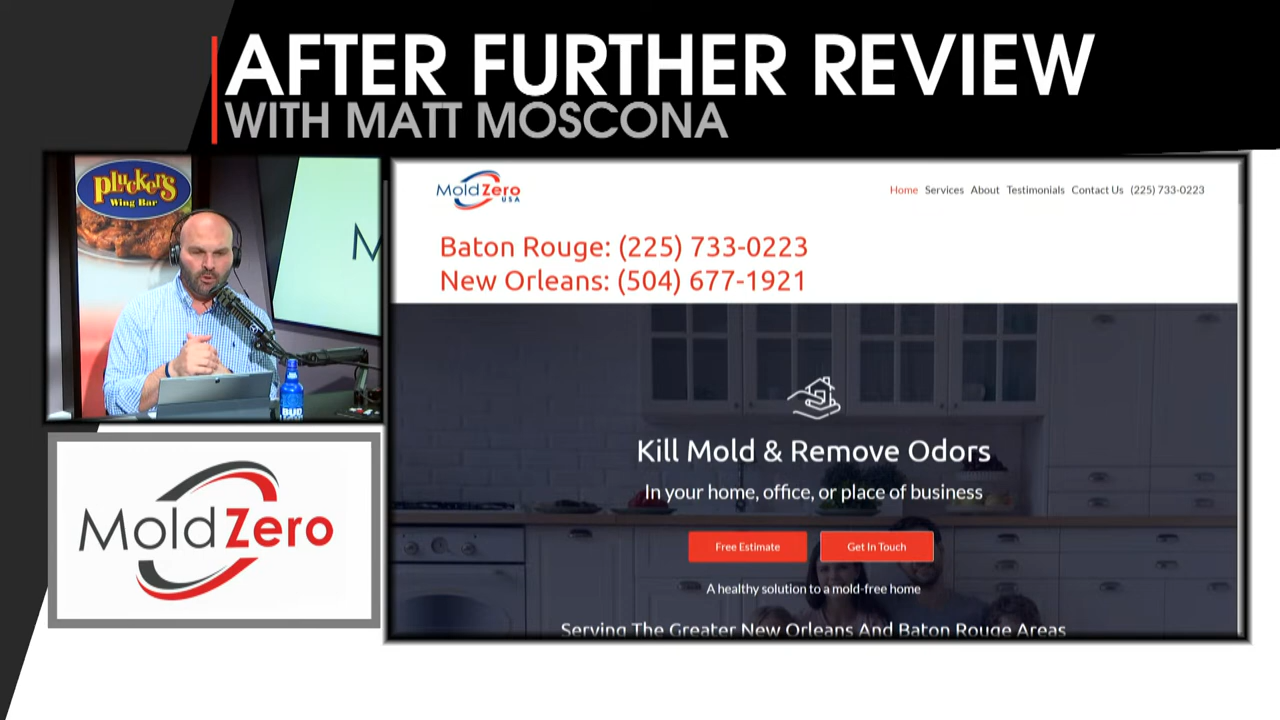 AFTER FURTHER REVIEW
WITH MATT MOSCONA
Pluckers
Wing Bar
M
BUD
MoldZero
USA
Home Services About Testimonials Contact Us (225) 733-0223
Baton Rouge: (225) 733-0223
New Orleans: (504) 677-1921
Kill Mold & Remove Odors
In your home, office, or place of business
Free Estimate Get In Touch
A healthy solution to a mold-free home
Serving The Greater New Orleans And Baton Rouge Areas
MoldZero